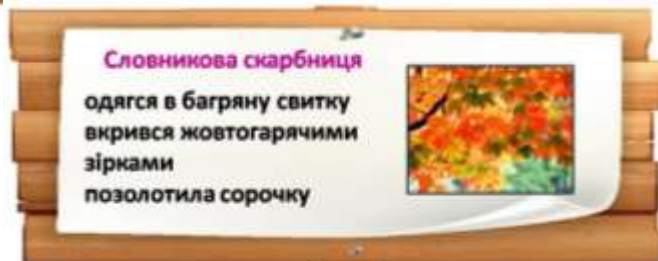 Словникова скарбниця
одягся в багряну свитку
вкрився жовтогарячими
зірками
позолотила сорочку